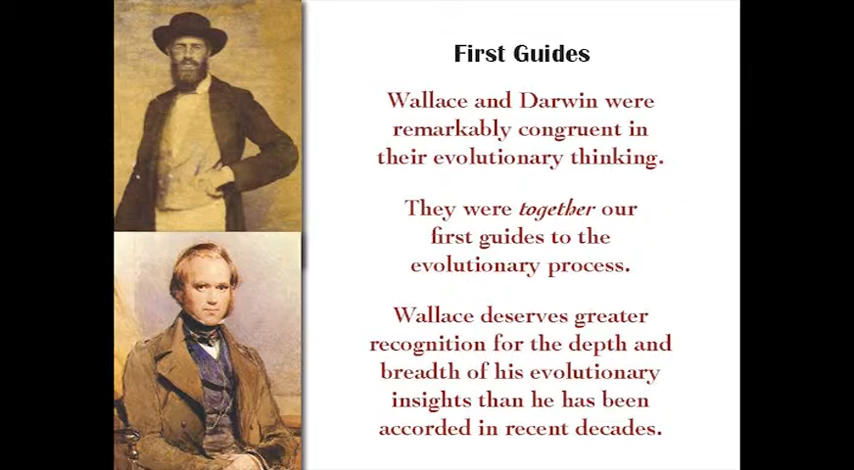 First Guides
Wallace and Darwin were
remarkably congruent in
their evolutionary thinking.
They were together our
first guides to the
evolutionary process.
Wallace deserves greater
recognition for the depth and
breadth of his evolutionary
insights than he has been
accorded in recent decades.